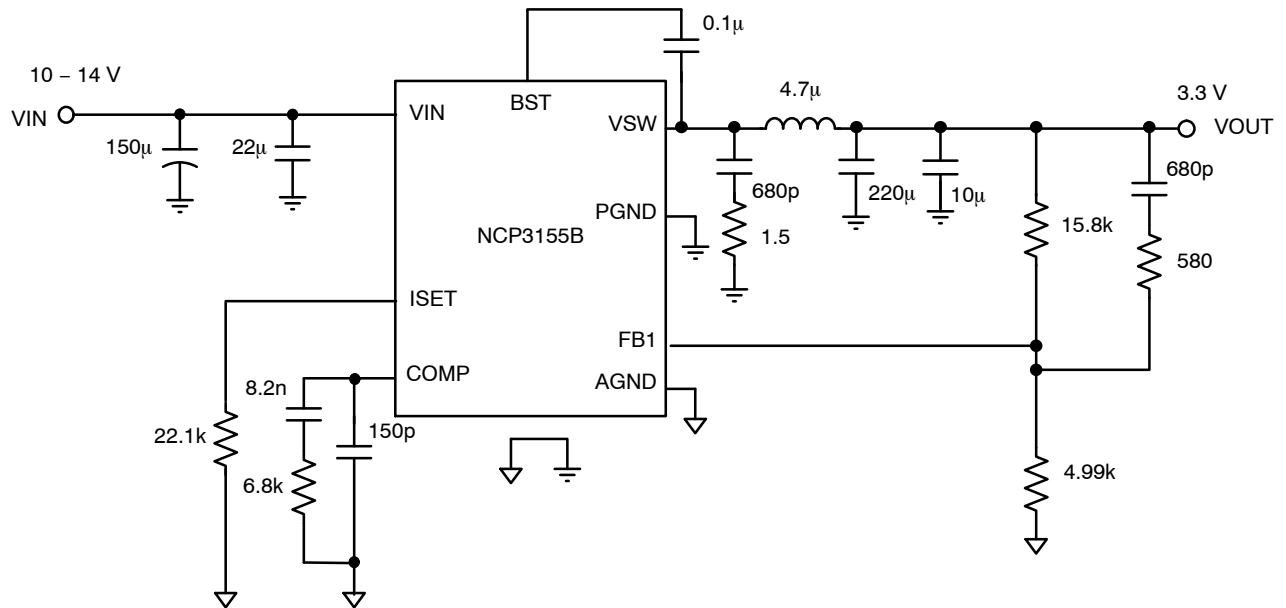 0.1μ
10 – 14 V
VIN
150μ
22μ
VIN
BST
VSW
4.7μ
3.3 V
VOUT
680p
1.5
220μ
10μ
15.8k
680p
580
PGND
NCP3155B
ISET
FB1
COMP
AGND
8.2n
150p
22.1k
6.8k
4.99k